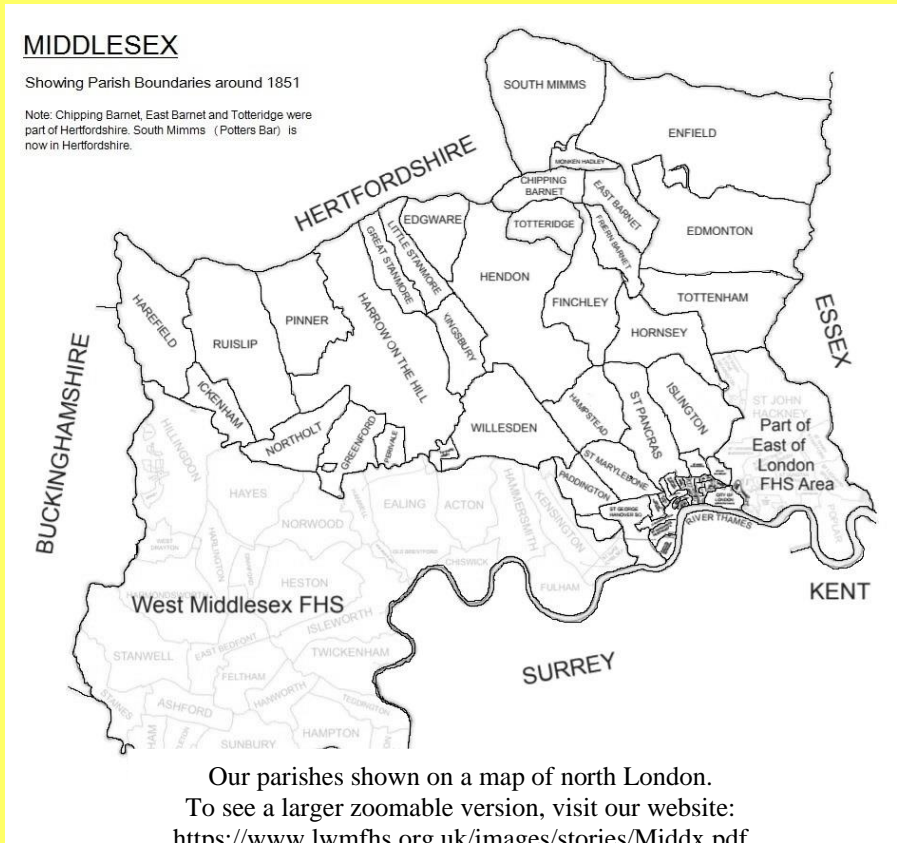 MIDDLESEX
Showing Parish Boundaries around 1851
Note: Chipping Barnet, East Barnet and Totteridge were
part of Hertfordshire. South Mimms (Potters Bar) is
now in Hertfordshire.
SOUTH MIMMS
ENFIELD
MONKEN HADLEY
HERTFORDSHIRE
CHIPPING
BARNET
EAST BARNET
EDGWARE
LITTLE STANMORE
GREAT STANMORE
TOTTERIDGE
FRIERN BARNET
EDMONTON
HENDON
HAREFIELD
RUISLIP
PINNER
HARROW ON THE HILL
KINGSBURY
FINCHLEY
TOTTENHAM
HORNSEY
ESSEX
BUCKINGHAMSHIRE
ICKENHAM
NORTHOLT
GREENFORD
PERIVALE
WILLESDEN
HAMPSTEAD
ST PANCRAS
ISLINGTON
ST JOHN
HACKNEY
Part of
East of
London
FHS Area
HILLINGDON
HAYES
NORWOOD
EALING
ACTON
HAMMERSMITH
KENSINGTON
PADDINGTON
ST MARYLEBONE
ST GEORGE
HANOVER SQ
CITY OF
LONDON
RIVER THAMES
POPLAR
WEST
DRAYTON
HARLINGTON
CRANFORD
HESTON
OLD BRENTFORD
CHISWICK
FULHAM
KENT
HARMONDSWORTH
West Middlesex FHS
ISLEWORTH
STANWELL
EAST BEDFONT
TWICKENHAM
FELTHAM
SURREY
STAINES
ASHFORD
HANWORTH
TEDDINGTON
HAMPTON
SUNBURY
Our parishes shown on a map of north London.
To see a larger zoomable version, visit our website:
https://www.lwmfhs.org.uk/images/stories/Middx.pdf